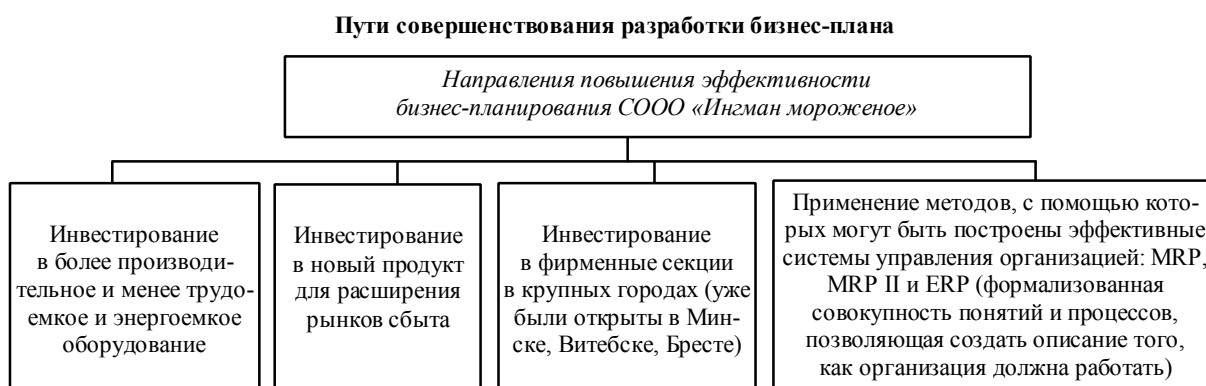 Пути совершенствования разработки бизнес-плана
Направления повышения эффективности
бизнес-планирования СООО «Ингман мороженое»
Инвестирование
в более производи-
тельное и менее трудо-
емкое и энергоемкое
оборудование
Инвестирование
в новый продукт
для расширения
рынков сбыта
Инвестирование
в фирменные секции
в крупных городах (уже
были открыты в Мин-
ске, Витебске, Бресте)
Применение методов, с помощью кото-
рых могут быть построены эффективные
системы управления организацией: MRP,
MRP II и ERP (формализованная
совокупность понятий и процессов,
позволяющая создать описание того,
как организация должна работать)